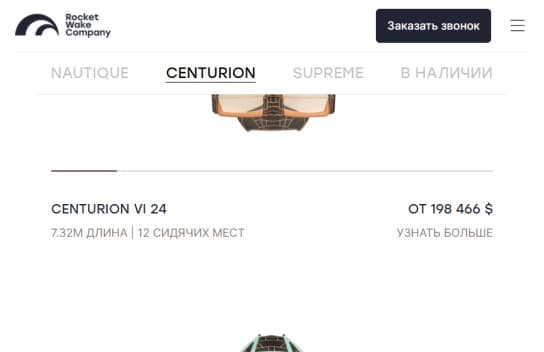 Rocket
Wake
Company
Заказать звонок
NAUTIQUE CENTURION SUPREME В НАЛИЧИИ
CENTURION VI 24 ОТ 198 466 $
7.32М ДЛИНА | 12 СИДЯЧИХ МЕСТ УЗНАТЬ БОЛЬШЕ